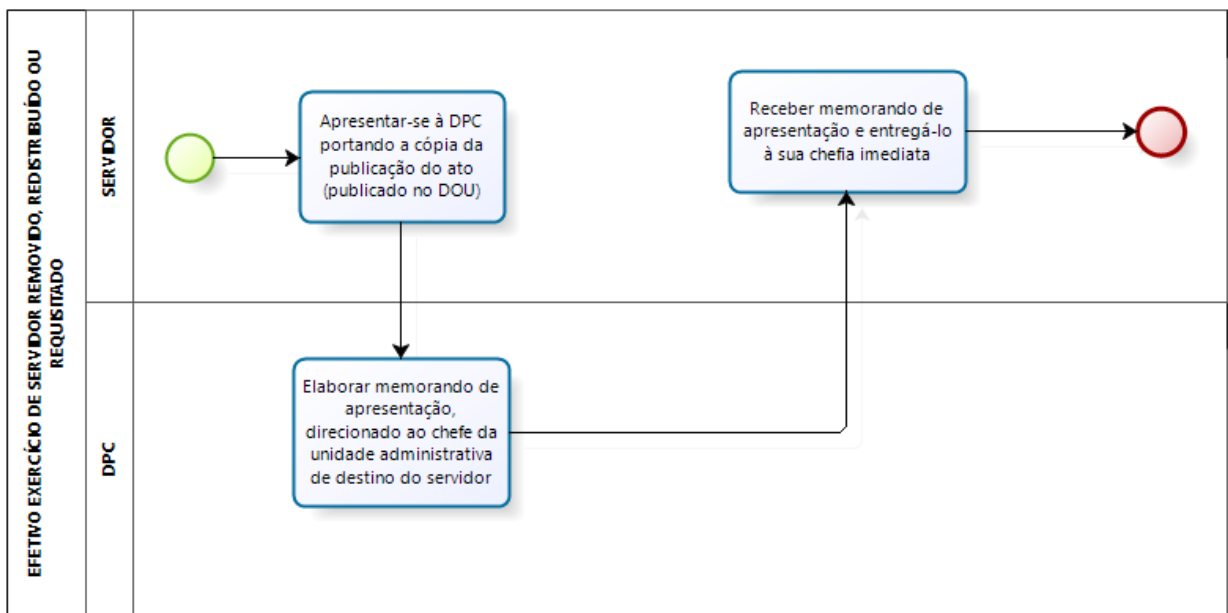 EFETIVO EXERCÍCIO DE SERVIDOR REMOVIDO, REDISTRIBUÍDO OU
REQUISITADO
SERVIDOR
Apresentar-se à DPC
portando a cópia da
publicação do ato
(publicado no DOU)
Receber memorando de
apresentação e entregá-lo
à sua chefia imediata
DPC
Elaborar memorando de
apresentação,
direcionado ao chefe da
unidade administrativa
de destino do servidor